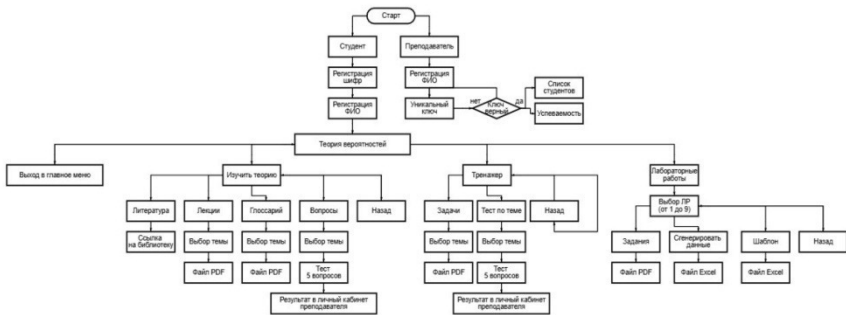 Старт
Студент
Преподаватель
Регистрация
шифр
Регистрация
ФИО
Список
студентов
Регистрация
ФИО
Уникальный
ключ
нет
Ключ
верный
да
Успеваемость
Теория вероятностей
Выход в главное меню
Изучить теорию
Тренажер
Лабораторные
работы
Выбор ЛР
(от 1 до 9)
Литература
Лекции
Глоссарий
Вопросы
Назад
Задачи
Тест по теме
Назад
Ссылка
на библиотеку
Выбор темы
Выбор темы
Выбор темы
Выбор темы
Выбор темы
Задания
Сгенерировать
данные
Шаблон
Назад
Файл PDF
Файл PDF
Тест
5 вопросов
Файл PDF
Тест
5 вопросов
Файл PDF
Файл Excel
Файл Excel
Результат в личный кабинет
преподавателя
Результат в личный кабинет
преподавателя